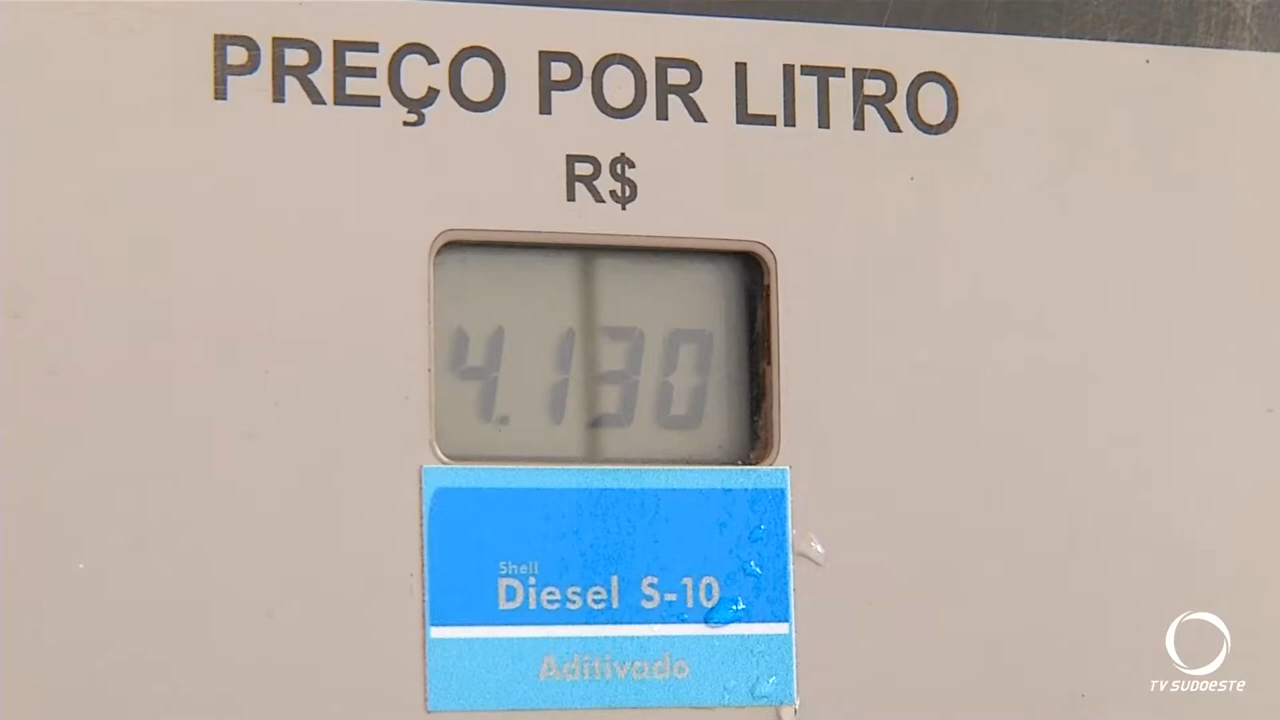 PREÇO POR LITRO
R$
4.130
Shell
Diesel S-10
Aditivado
TV SUDOESTE